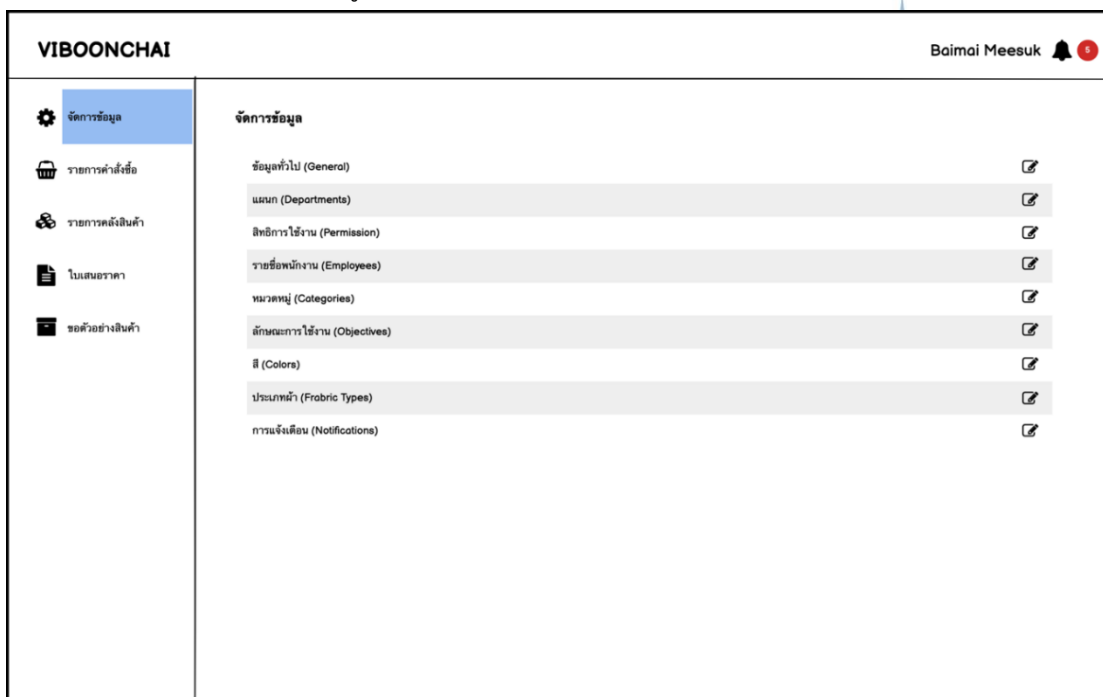 VIBOONCHAI
Baimai Meesuk
5
จัดการข้อมูล
รายการคำสั่งซื้อ
รายการคลังสินค้า
ใบเสนอราคา
ขอตัวอย่างสินค้า
จัดการข้อมูล
ข้อมูลทั่วไป (General)
แผนก (Departments)
สิทธิการใช้งาน (Permission)
รายชื่อพนักงาน (Employees)
หมวดหมู่ (Categories)
ลักษณะการใช้งาน (Objectives)
สี (Colors)
ประเภทผ้า (Frabric Types)
การแจ้งเตือน (Notifications)